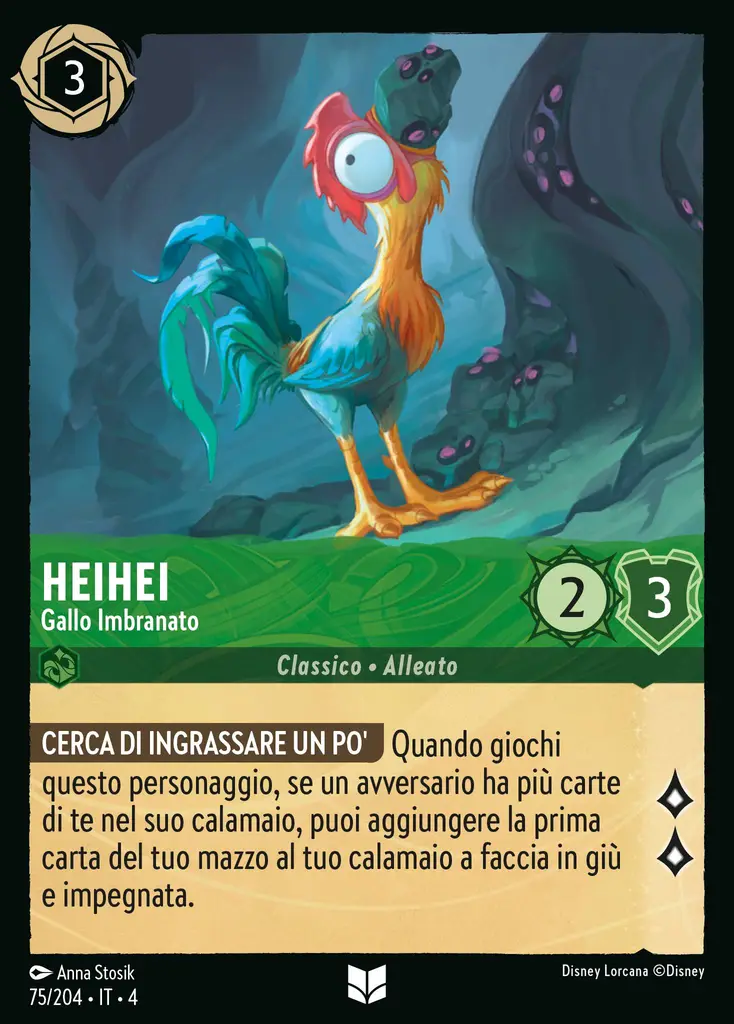 3
HEIHEI
Gallo Imbranato
2
3
Classico • Alleato
CERCA DI INGRASSARE UN PO' Quando giochi
questo personaggio, se un avversario ha più carte
di te nel suo calamaio, puoi aggiungere la prima
carta del tuo mazzo al tuo calamaio a faccia in giù
e impegnata.
Anna Stosik
Disney Lorcana ©Disney
75/204 • IT • 4